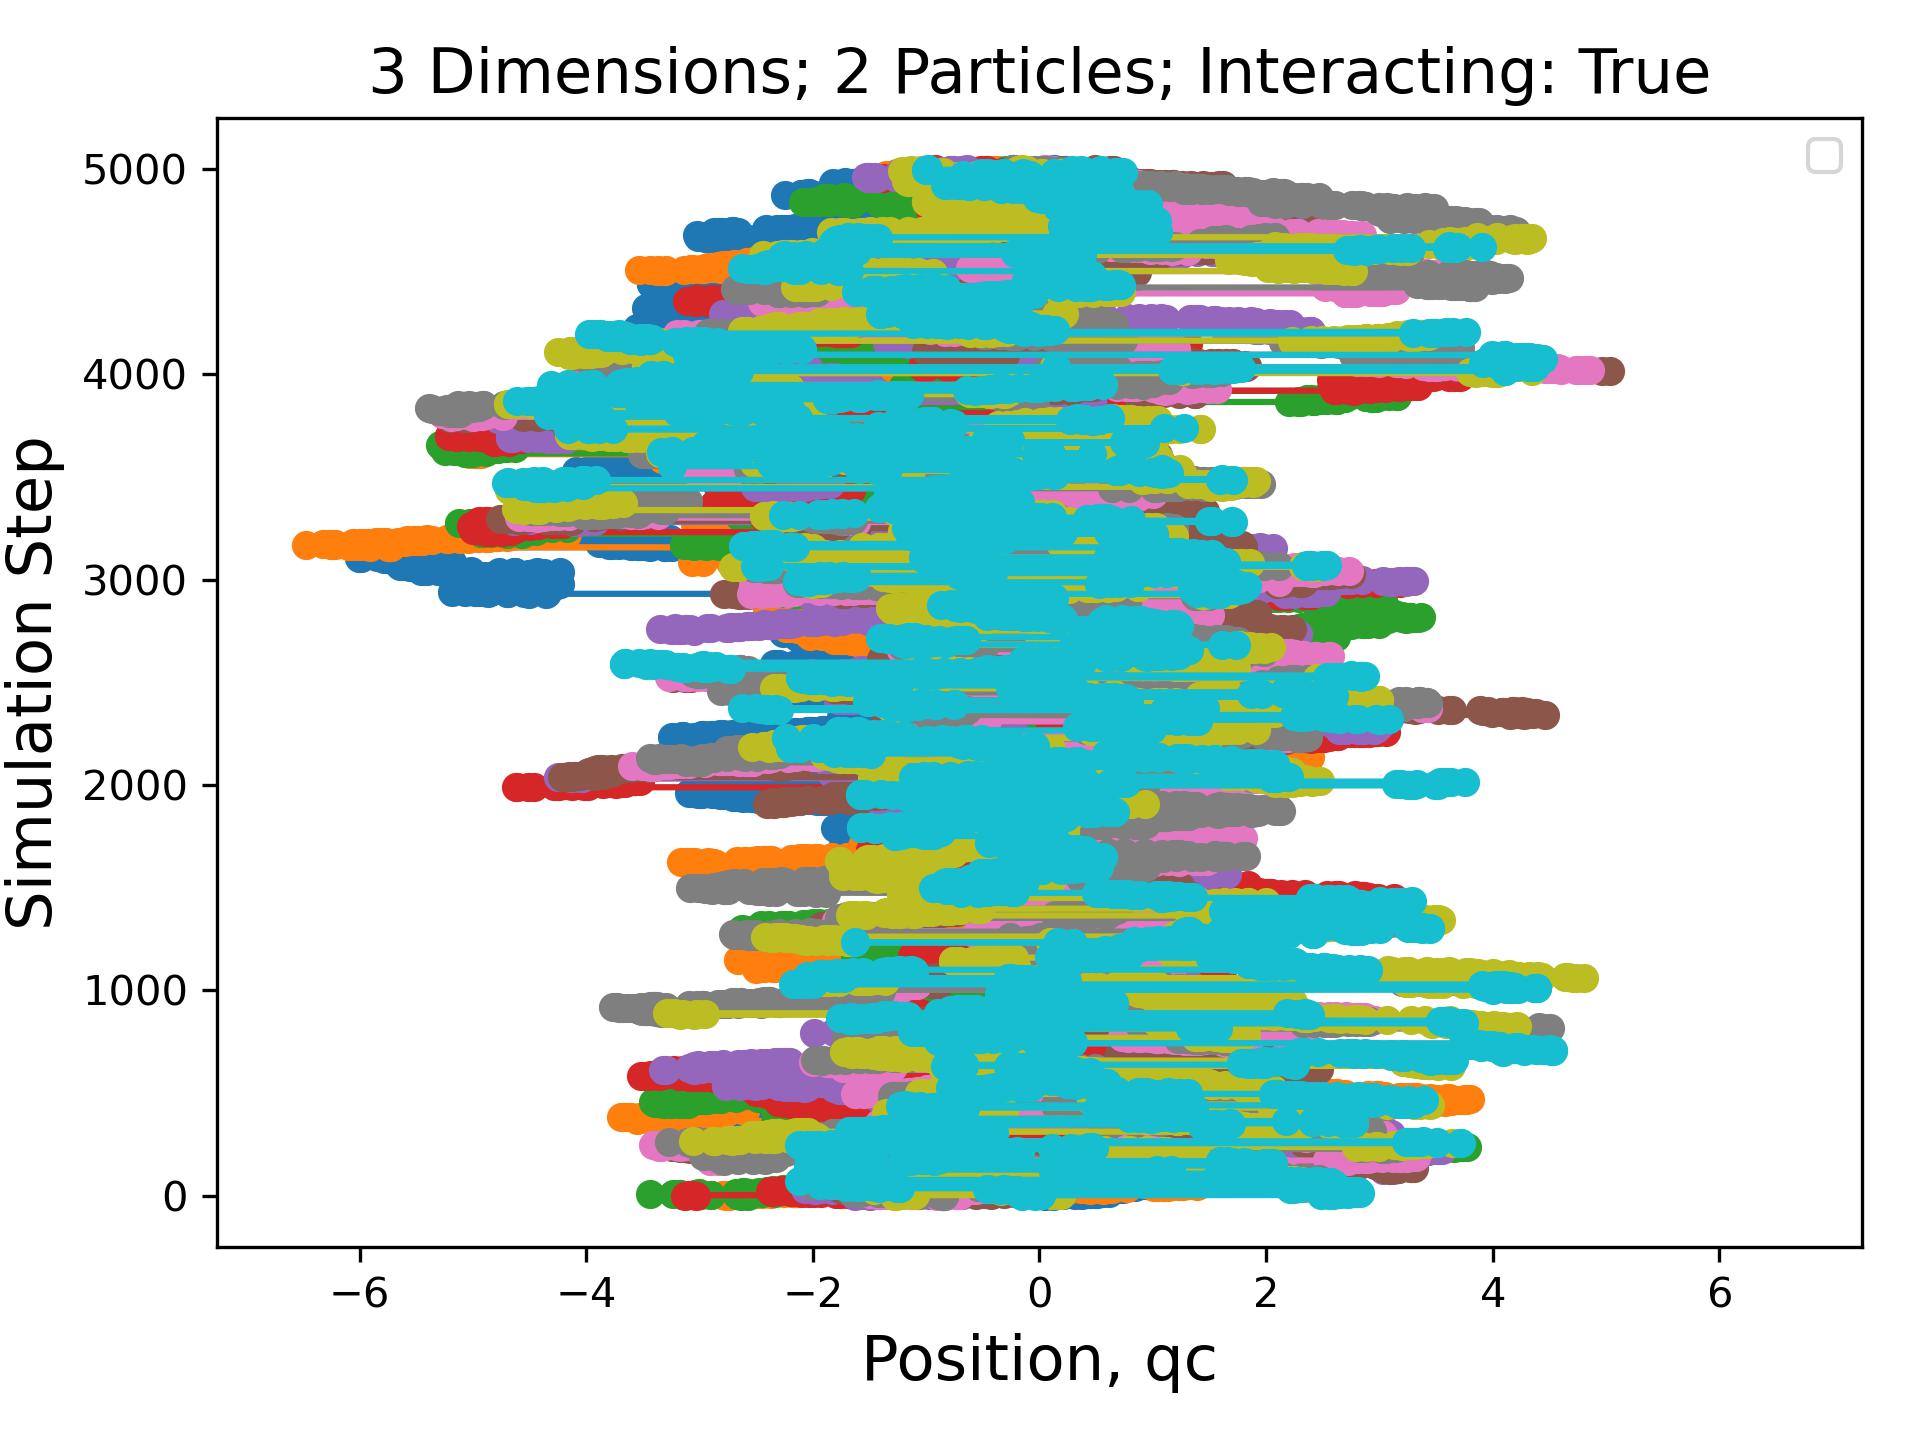 3 Dimensions; 2 Particles; Interacting: True
Simulation Step
5000
4000
3000
2000
1000
0
−6 −4 −2 0 2 4 6
Position, qc